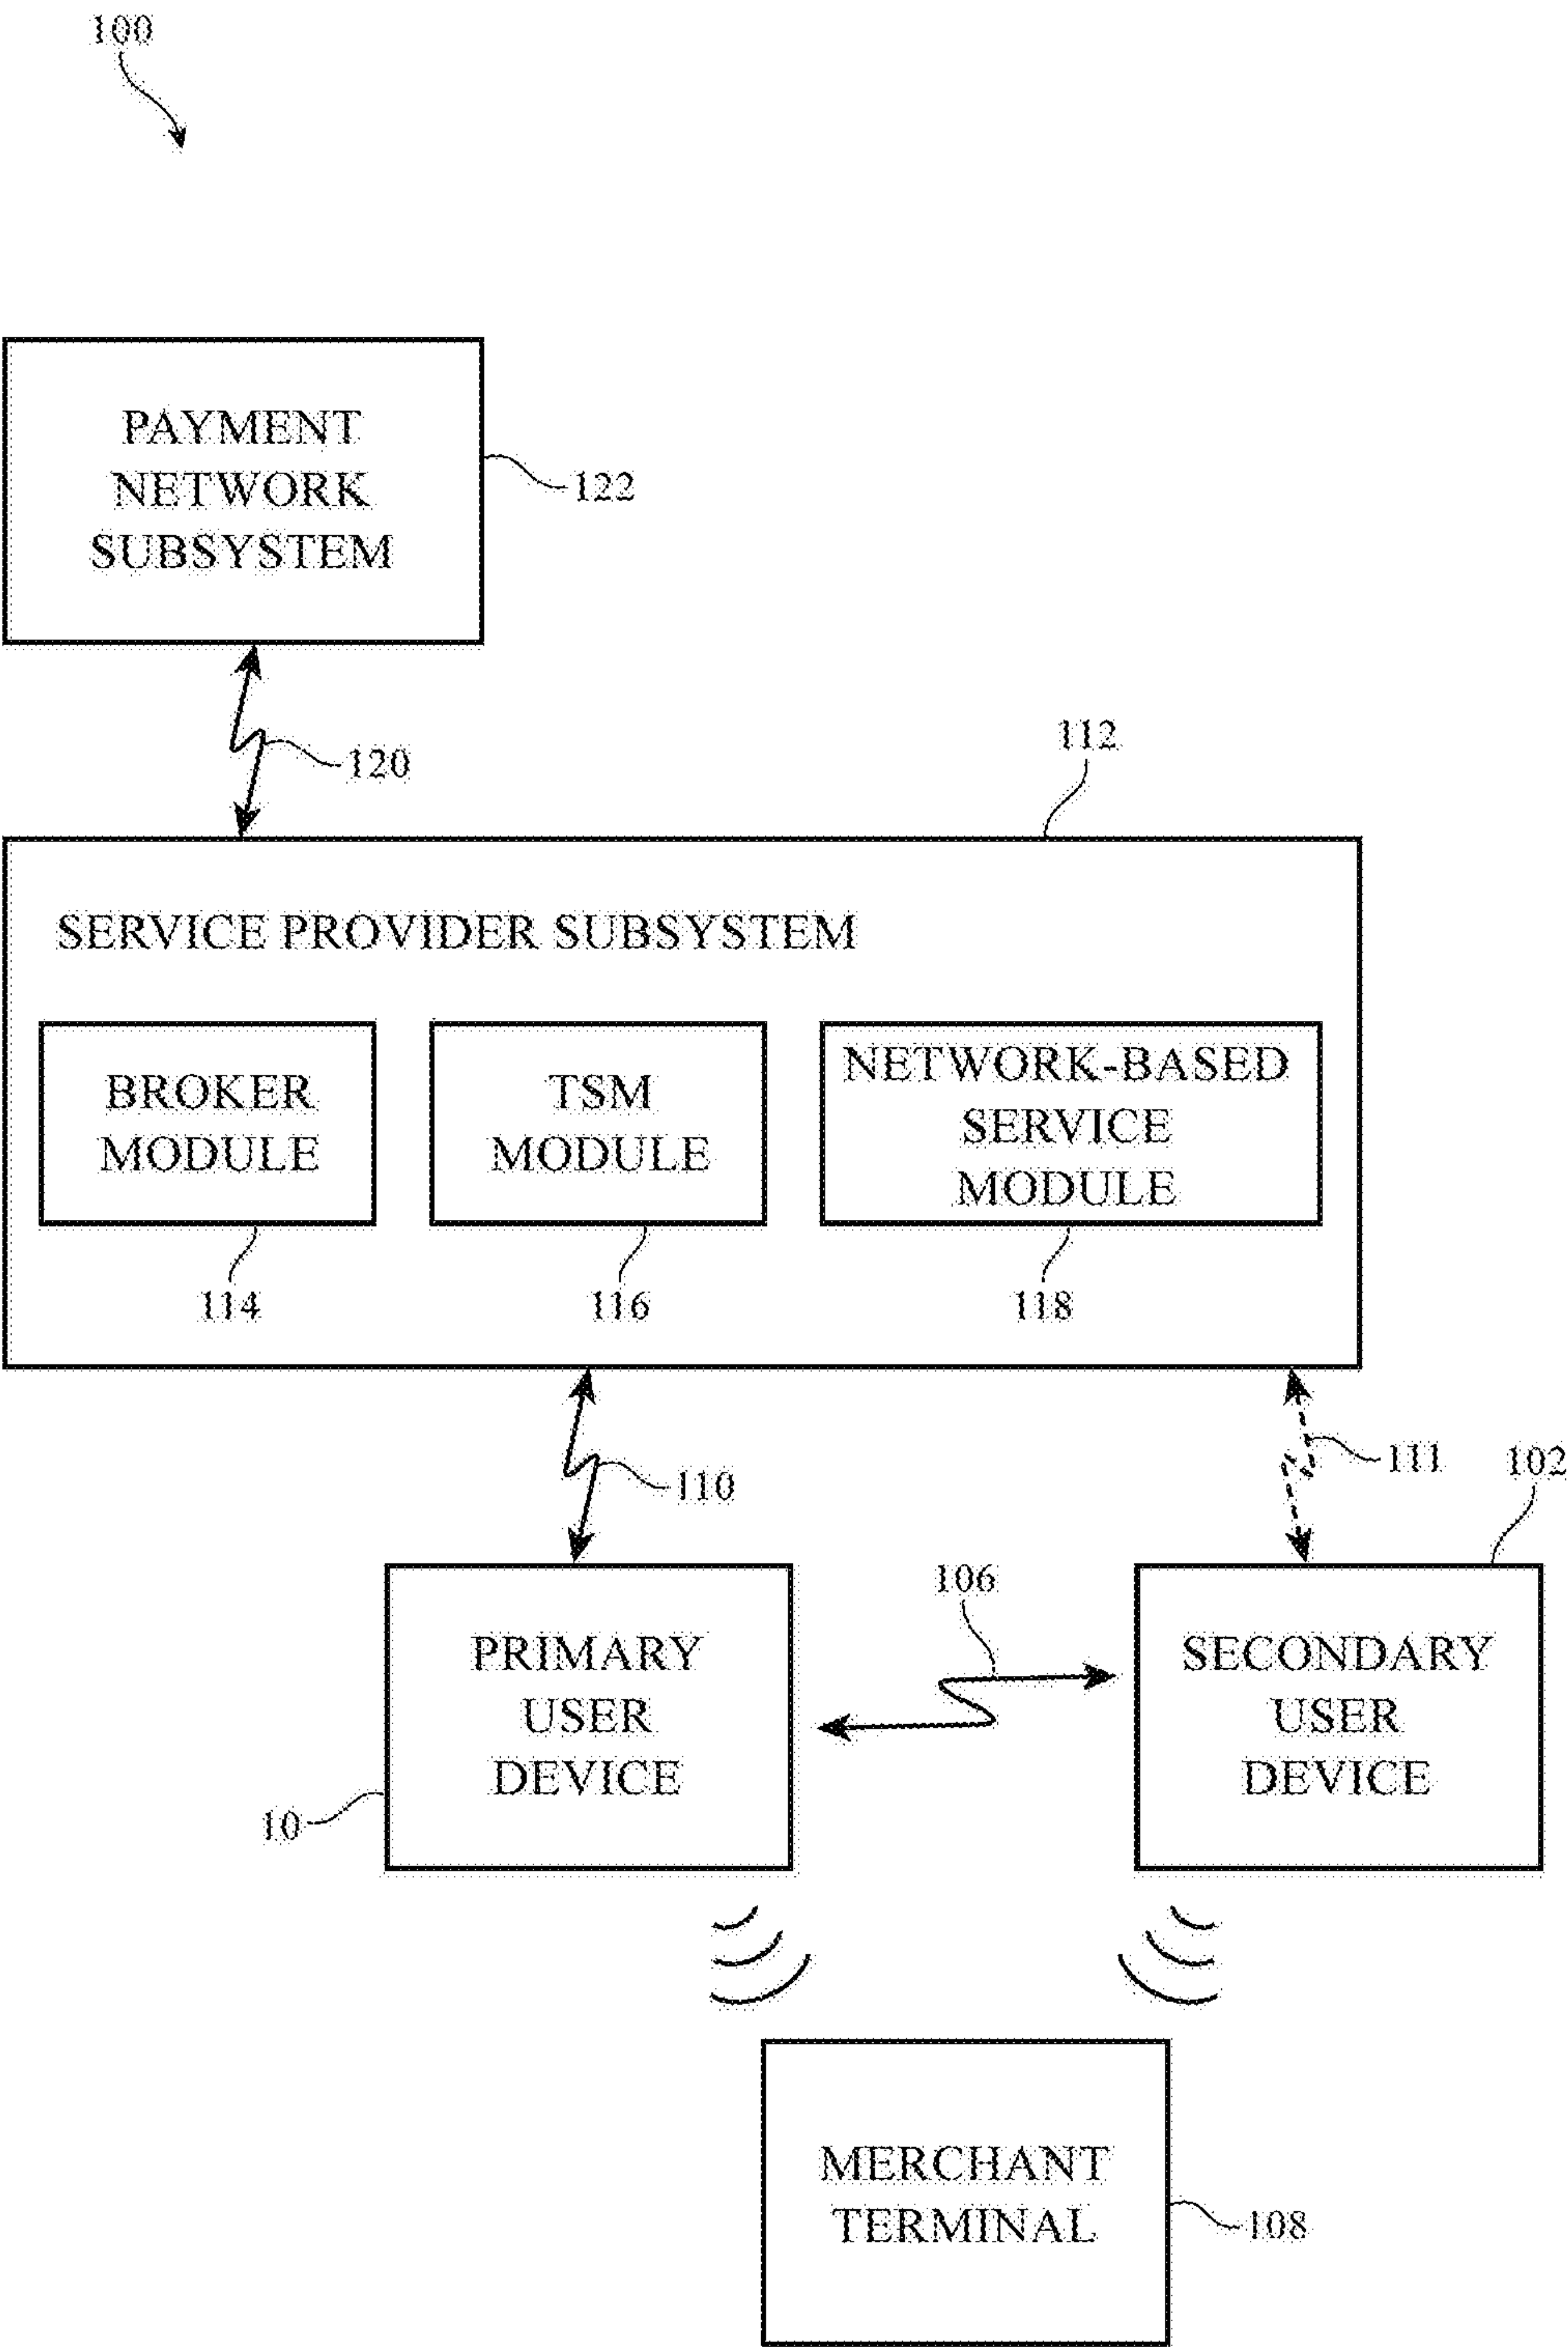 100
PAYMENT
NETWORK
SUBSYSTEM
122
120
112
SERVICE PROVIDER SUBSYSTEM
BROKER
MODULE
TSM
MODULE
NETWORK-BASED
SERVICE
MODULE
114
116
118
110
111
102
106
PRIMARY
USER
DEVICE
SECONDARY
USER
DEVICE
10
MERCHANT
TERMINAL
108